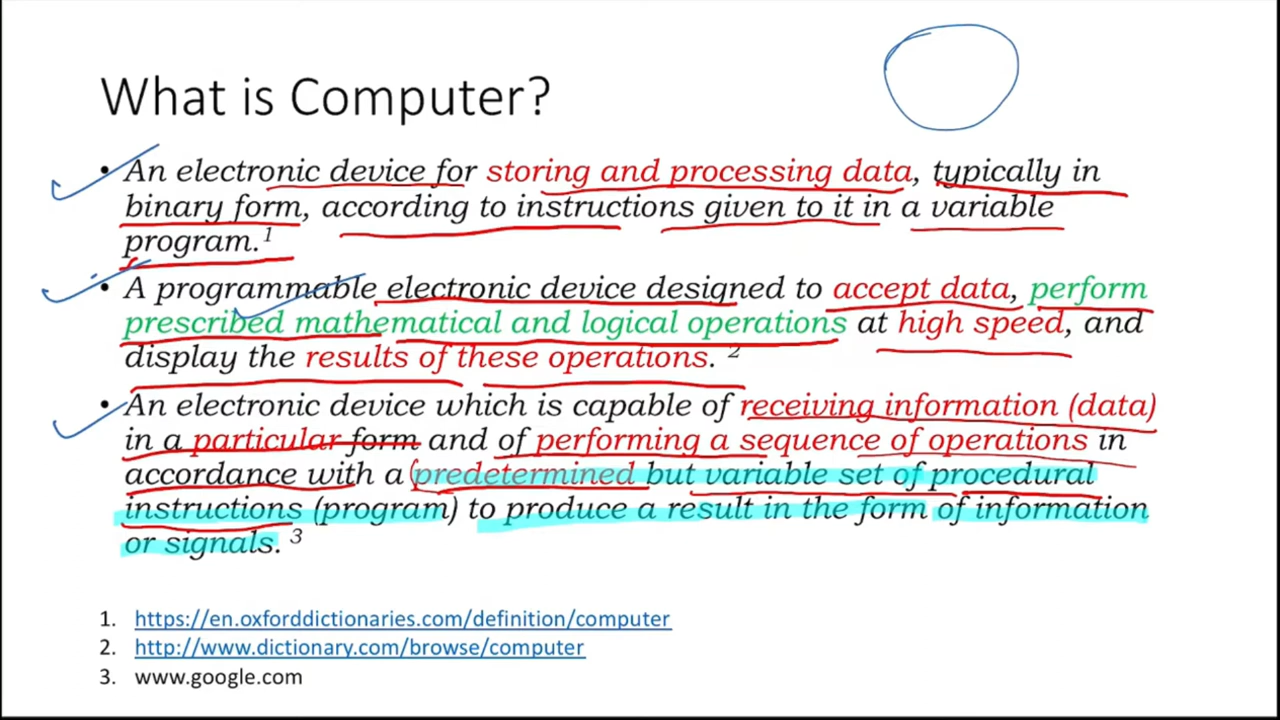 What is Computer?
• An electronic device for storing and processing data, typically in
binary form, according to instructions given to it in a variable
program.1
• A programmable electronic device designed to accept data, perform
prescribed mathematical and logical operations at high speed, and
display the results of these operations. 2
• An electronic device which is capable of receiving information (data)
in a particular form and of performing a sequence of operations in
accordance with a predetermined but variable set of procedural
instructions (program) to produce a result in the form of information
or signals. 3
1. https://en.oxforddictionaries.com/definition/computer
2. http://www.dictionary.com/browse/computer
3. www.google.com